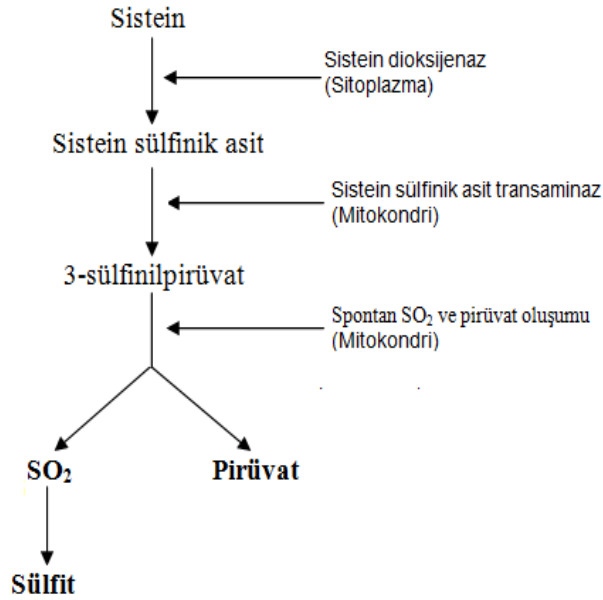 Sistein
Sistein dioksijenaz
(Sitoplazma)
Sistein sülfinik asit
Sistein sülfinik asit transaminaz
(Mitokondri)
3-sülfinilpirüvat
Spontan SO₂ ve pirüvat oluşumu
(Mitokondri)
SO₂ Pirüvat
Sülfit